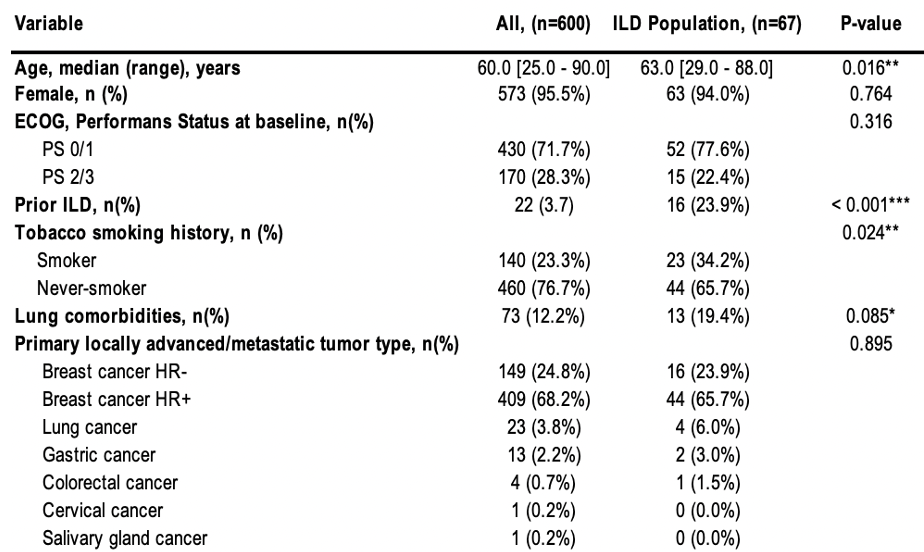 Variable All, (n=600) ILD Population, (n=67) P-value
Age, median (range), years 60.0 [25.0 - 90.0] 63.0 [29.0 - 88.0] 0.016**
Female, n (%) 573 (95.5%) 63 (94.0%) 0.764
ECOG, Performans Status at baseline, n(%) 0.316
PS 0/1 430 (71.7%) 52 (77.6%)
PS 2/3 170 (28.3%) 15 (22.4%)
Prior ILD, n(%) 22 (3.7) 16 (23.9%) < 0.001***
Tobacco smoking history, n (%) 0.024**
Smoker 140 (23.3%) 23 (34.2%)
Never-smoker 460 (76.7%) 44 (65.7%)
Lung comorbidities, n(%) 73 (12.2%) 13 (19.4%) 0.085*
Primary locally advanced/metastatic tumor type, n(%) 0.895
Breast cancer HR- 149 (24.8%) 16 (23.9%)
Breast cancer HR+ 409 (68.2%) 44 (65.7%)
Lung cancer 23 (3.8%) 4 (6.0%)
Gastric cancer 13 (2.2%) 2 (3.0%)
Colorectal cancer 4 (0.7%) 1 (1.5%)
Cervical cancer 1 (0.2%) 0 (0.0%)
Salivary gland cancer 1 (0.2%) 0 (0.0%)